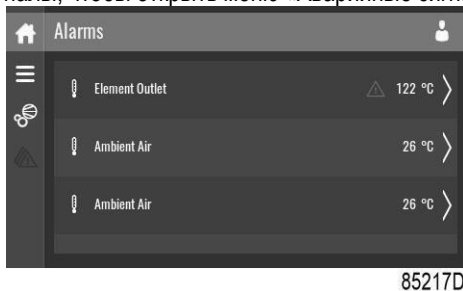 Alarms
Element Outlet 122 °C
Ambient Air 26 °C
Ambient Air 26 °C
85217D